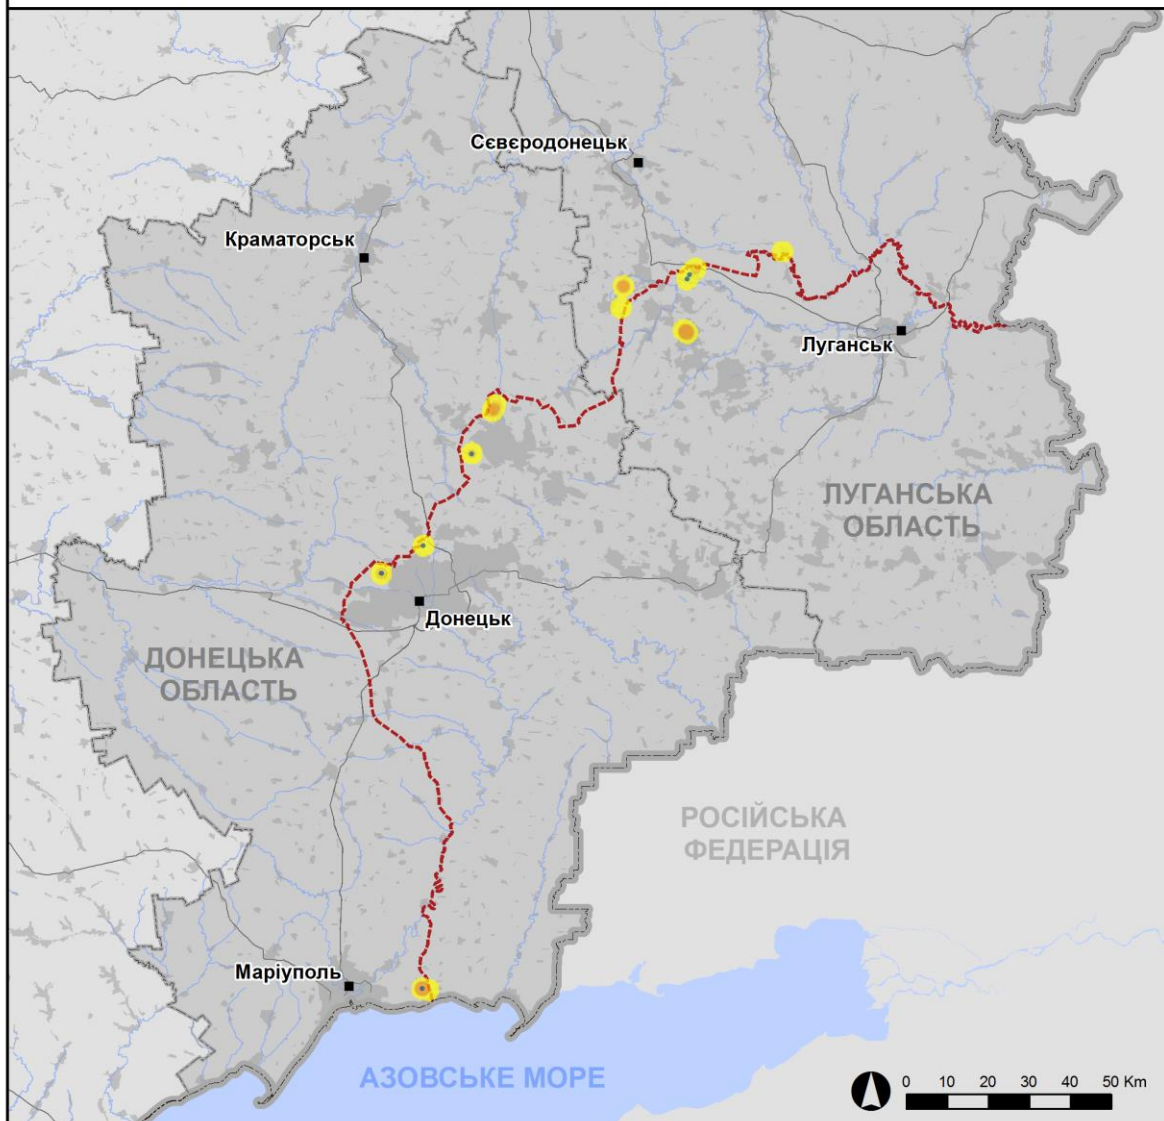 Сєвєродонецьк
Краматорськ
Луганськ
ЛУГАНСЬКА
ОБЛАСТЬ
Донецьк
ДОНЕЦЬКА
ОБЛАСТЬ
РОСІЙСЬКА
ФЕДЕРАЦІЯ
Маріуполь
АЗОВСЬКЕ МОРЕ
0 10 20 30 40 50 Km